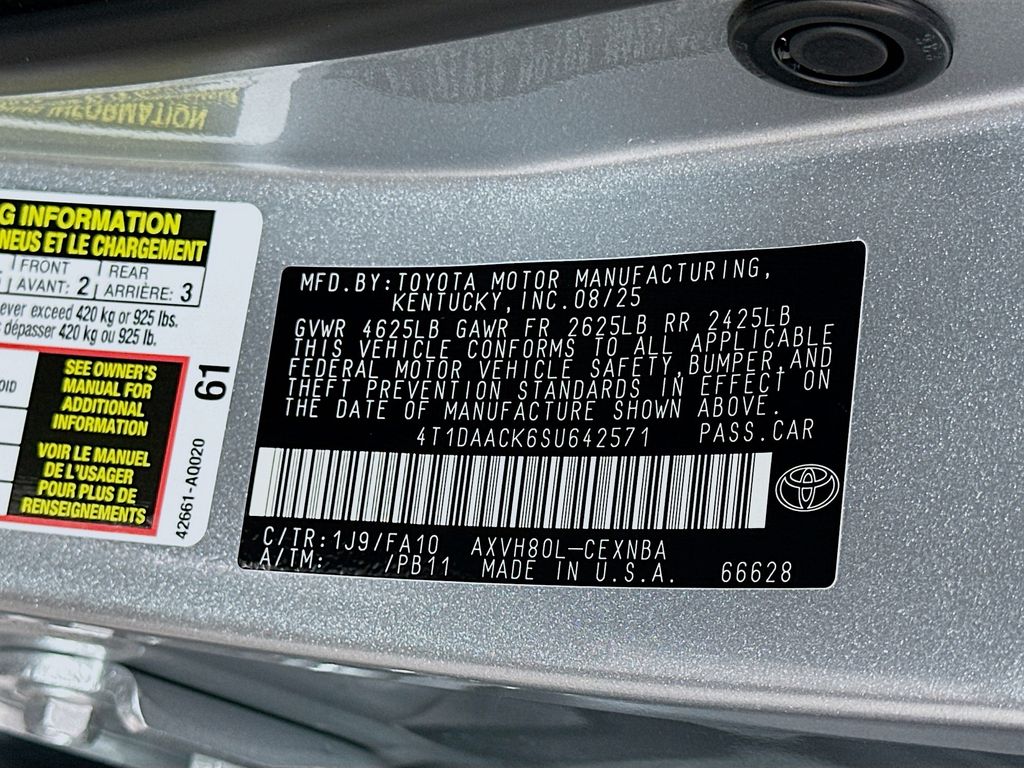 INFORMATION
G INFORMATION
NEUS ET LE CHARGEMENT
FRONT REAR
AVANT: 2 ARRIÈRE: 3
ever exceed 420 kg or 925 lbs.
dépasser 420 kg ou 925 lb.
SEE OWNER'S
MANUAL FOR
ADDITIONAL
INFORMATION
VOIR LE MANUEL
DE L'USAGER
POUR PLUS DE
RENSEIGNEMENTS
OID
61
42661-A0020
MFD.BY:TOYOTA MOTOR MANUFACTURING,
KENTUCKY,INC.08/25
GVWR 4625LB GAWR FR 2625LB RR 2425LB
THIS VEHICLE CONFORMS TO ALL APPLICABLE
FEDERAL MOTOR VEHICLE SAFETY,BUMPER,AND
THEFT PREVENTION STANDARDS IN EFFECT ON
THE DATE OF MANUFACTURE SHOWN ABOVE.
4T1DAACK6SU642571 PASS.CAR
C/TR:1J9/FA10 AXVH80L-CEXNBA
A/TM: /PB11 MADE IN U.S.A. 66628